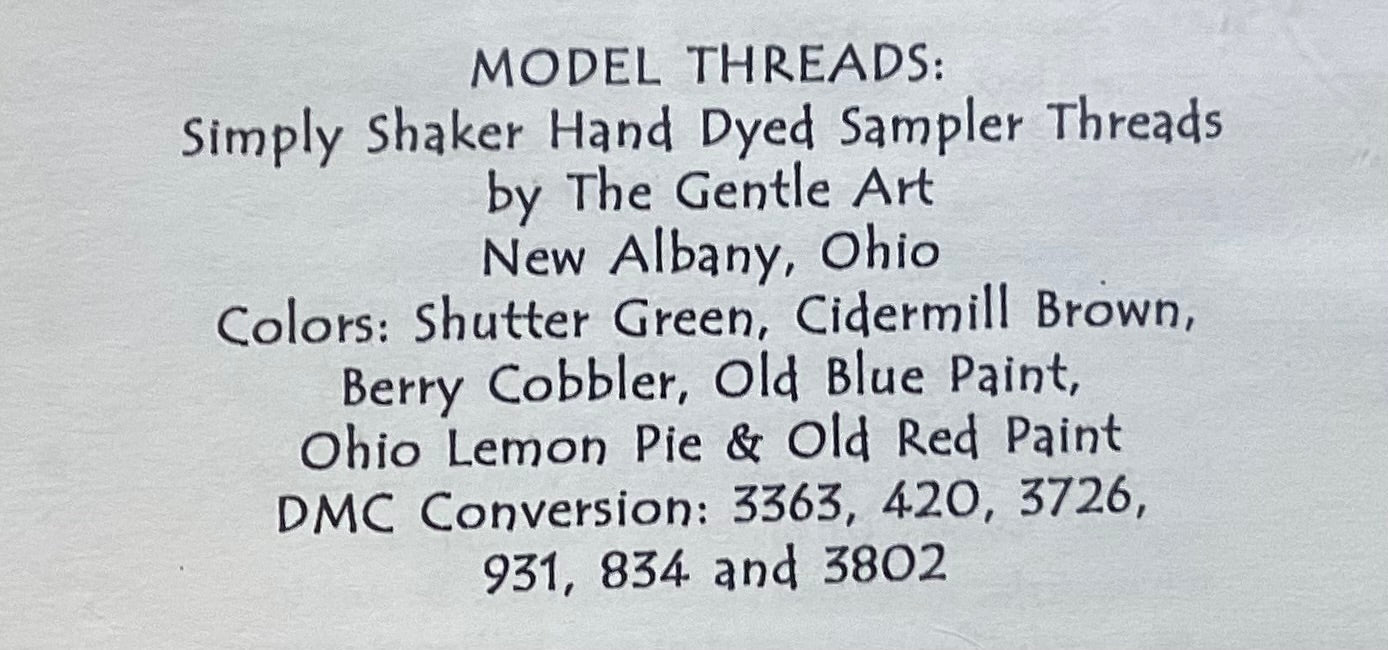 MODEL THREADS:
Simply Shaker Hand Dyed Sampler Threads
by The Gentle Art
New Albany, Ohio
Colors: Shutter Green, Cidermill Brown,
Berry Cobbler, Old Blue Paint,
Ohio Lemon Pie & Old Red Paint
DMC Conversion: 3363, 420, 3726,
931, 834 and 3802